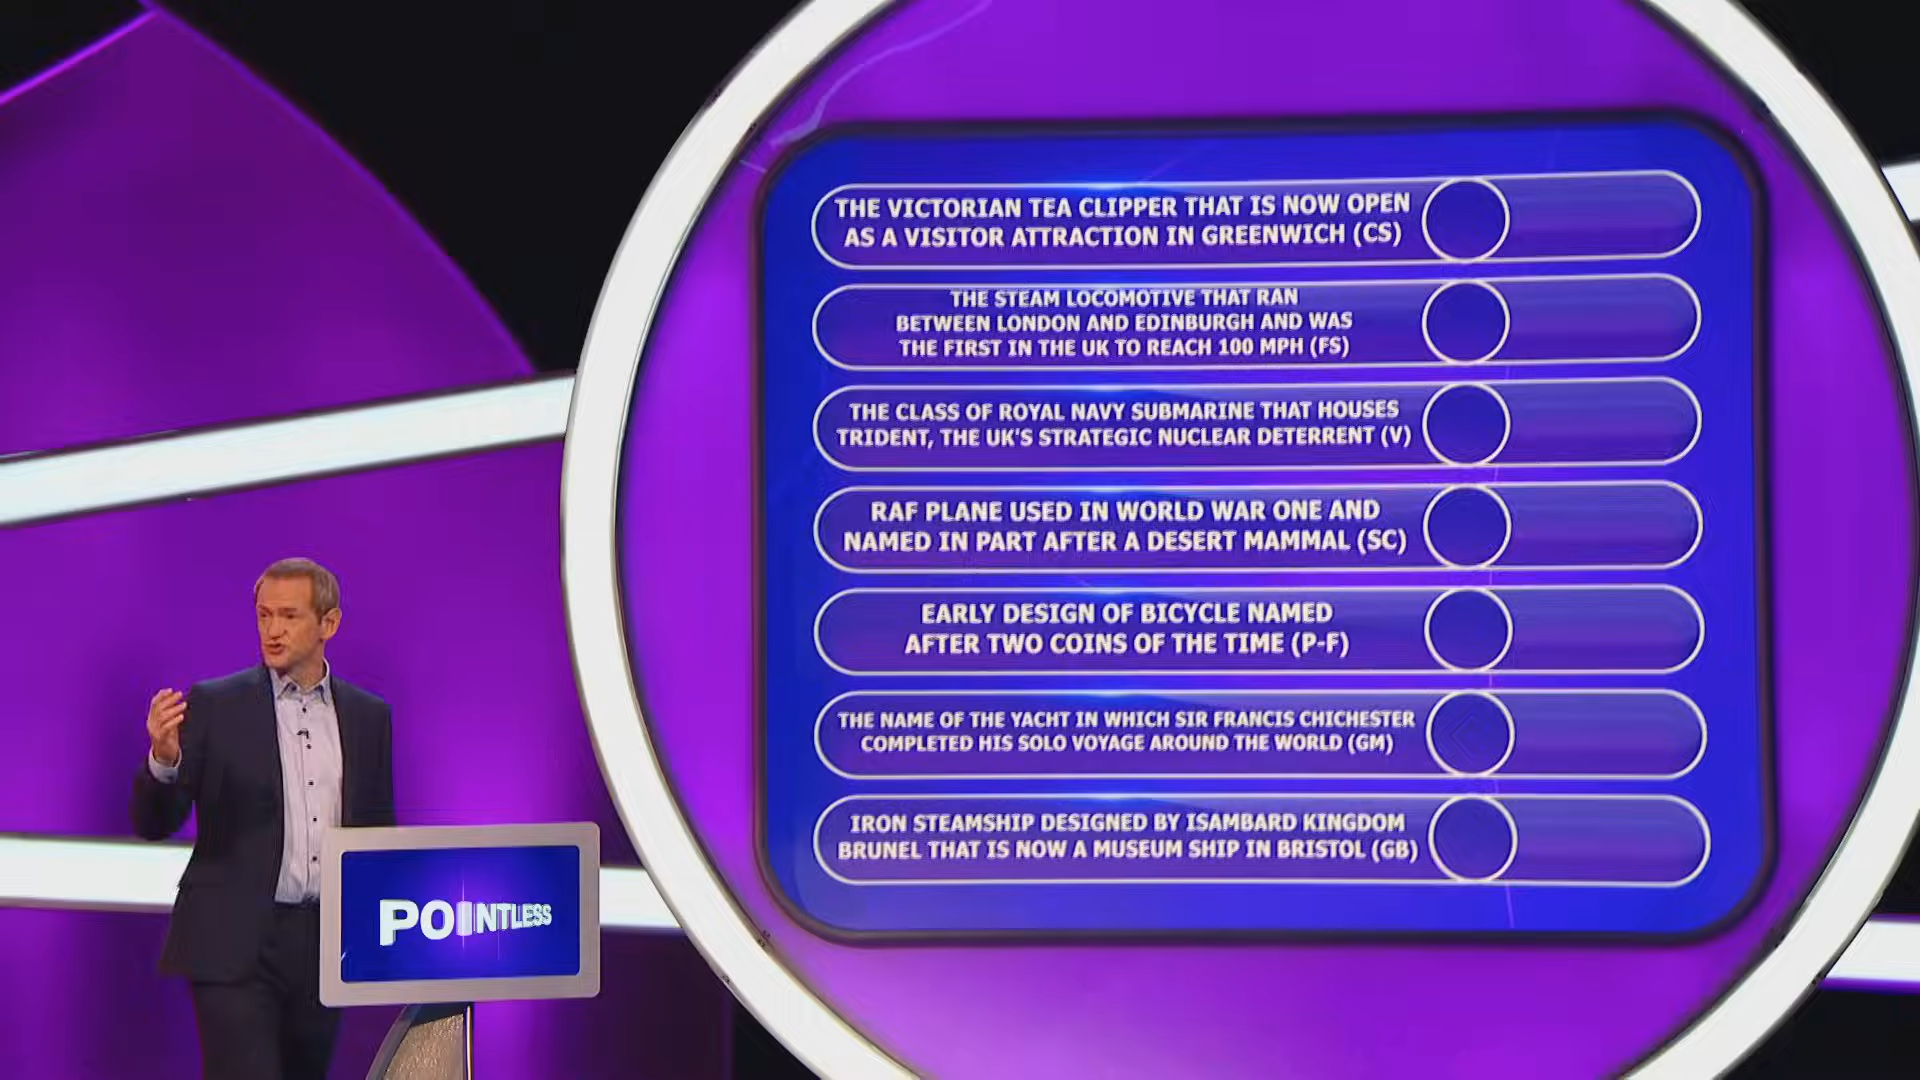 THE VICTORIAN TEA CLIPPER THAT IS NOW OPEN
AS A VISITOR ATTRACTION IN GREENWICH (CS)
THE STEAM LOCOMOTIVE THAT RAN
BETWEEN LONDON AND EDINBURGH AND WAS
THE FIRST IN THE UK TO REACH 100 MPH (FS)
THE CLASS OF ROYAL NAVY SUBMARINE THAT HOUSES
TRIDENT, THE UK'S STRATEGIC NUCLEAR DETERRENT (V)
RAF PLANE USED IN WORLD WAR ONE AND
NAMED IN PART AFTER A DESERT MAMMAL (SC)
EARLY DESIGN OF BICYCLE NAMED
AFTER TWO COINS OF THE TIME (P-F)
THE NAME OF THE YACHT IN WHICH SIR FRANCIS CHICHESTER
COMPLETED HIS SOLO VOYAGE AROUND THE WORLD (GM)
IRON STEAMSHIP DESIGNED BY ISAMBARD KINGDOM
BRUNEL THAT IS NOW A MUSEUM SHIP IN BRISTOL (GB)
POINTLESS